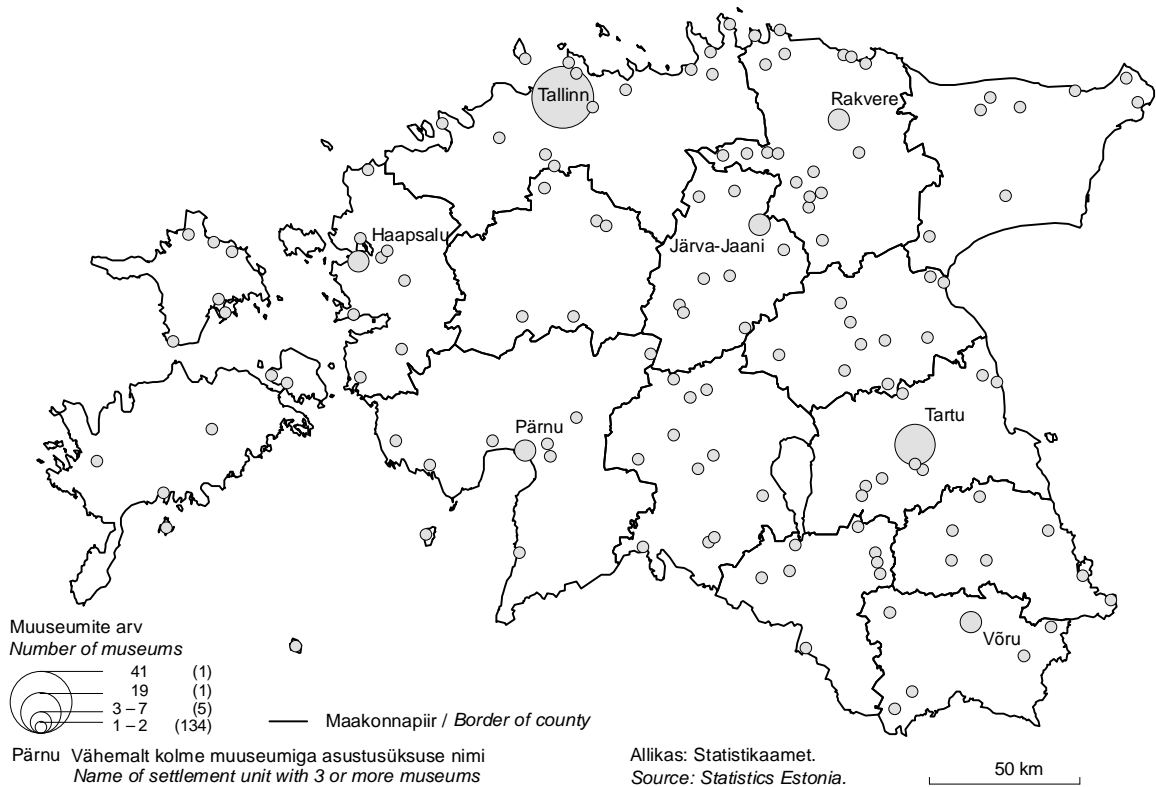 Tallinn
Rakvere
Haapsalu
Järva-Jaani
Tartu
Pärnu
Võru
Muuseumite arv
Number of museums
41 (1)
19 (1)
3 – 7 (5)
1 – 2 (134)
Maakonnapiir / Border of county
Pärnu Vähemalt kolme muuseumiga asustusüksuse nimi
Name of settlement unit with 3 or more museums
Allikas: Statistikaamet.
Source: Statistics Estonia.
50 km